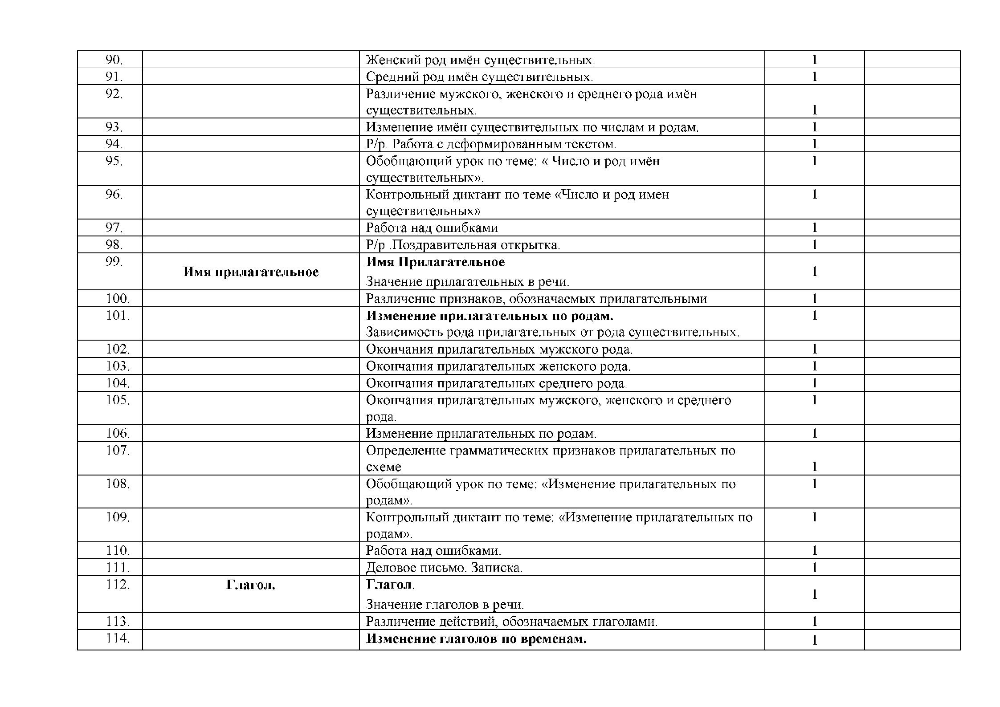 90. Женский род имён существительных. 1
91. Средний род имён существительных. 1
92. Различение мужского, женского и среднего рода имён
существительных. 1
93. Изменение имён существительных по числам и родам. 1
94. Р/р. Работа с деформированным текстом. 1
95. Обобщающий урок по теме: « Число и род имён 1
существительных».
96. Контрольный диктант по теме «Число и род имен 1
существительных»
97. Работа над ошибками 1
98. Р/р .Поздравительная открытка. 1
99. Имя прилагательное Имя Прилагательное 1
Значение прилагательных в речи.
100. Различение признаков, обозначаемых прилагательными 1
101. Изменение прилагательных по родам. 1
Зависимость рода прилагательных от рода существительных.
102. Окончания прилагательных мужского рода. 1
103. Окончания прилагательных женского рода. 1
104. Окончания прилагательных среднего рода. 1
105. Окончания прилагательных мужского, женского и среднего 1
рода.
106. Изменение прилагательных по родам. 1
107. Определение грамматических признаков прилагательных по
схеме 1
108. Обобщающий урок по теме: «Изменение прилагательных по 1
родам».
109. Контрольный диктант по теме: «Изменение прилагательных по 1
родам».
110. Работа над ошибками. 1
111. Деловое письмо. Записка. 1
112. Глагол. Глагол. 1
Значение глаголов в речи.
113. Различение действий, обозначаемых глаголами. 1
114. Изменение глаголов по временам. 1